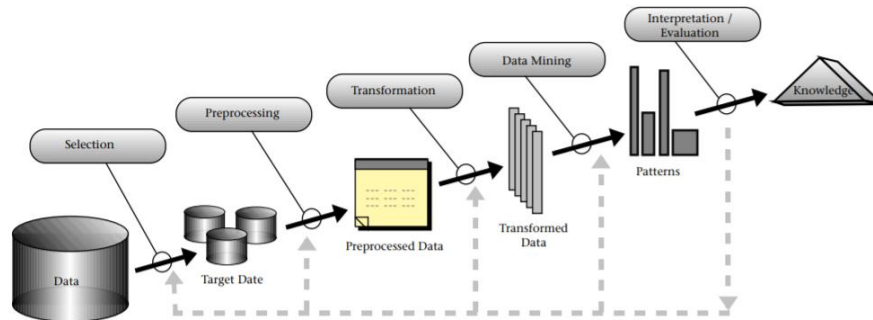 Interpretation /
Evaluation
Data Mining
Transformation
Preprocessing
Selection
Knowledge
Patterns
Transformed
Data
Preprocessed Data
Target Date
Data